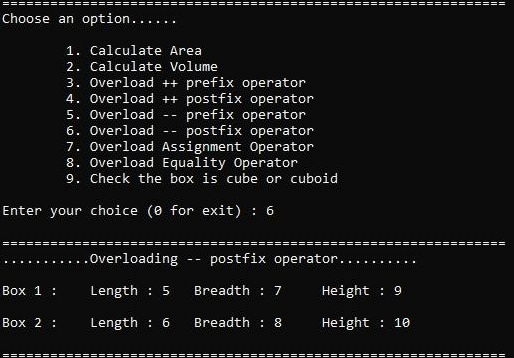 ===============================================================
Choose an option......
1. Calculate Area
2. Calculate Volume
3. Overload ++ prefix operator
4. Overload ++ postfix operator
5. Overload -- prefix operator
6. Overload -- postfix operator
7. Overload Assignment Operator
8. Overload Equality Operator
9. Check the box is cube or cuboid
Enter your choice (0 for exit) : 6
===============================================================
...........Overloading -- postfix operator..........
Box 1 :    Length : 5   Breadth : 7     Height : 9
Box 2 :    Length : 6   Breadth : 8     Height : 10
===============================================================